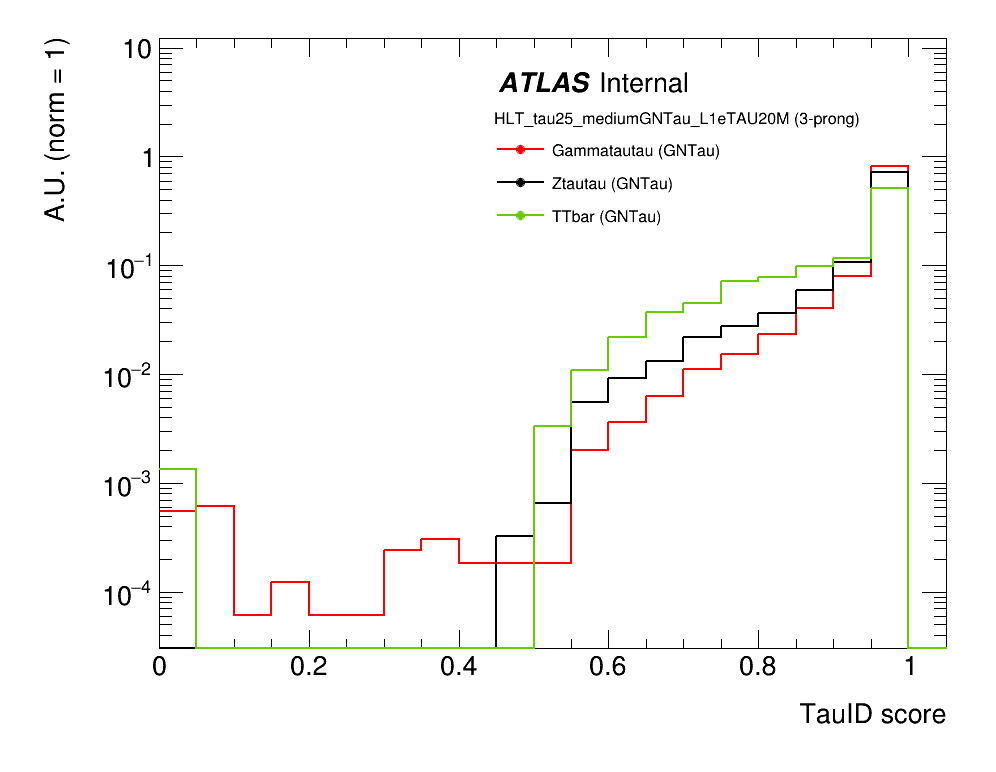 A.U. (norm = 1)
10
1
10⁻¹
10⁻²
10⁻³
10⁻⁴
ATLAS Internal
HLT_tau25_mediumGNTau_L1eTAU20M (3-prong)
Gammatautau (GNTau)
Ztautau (GNTau)
TTbar (GNTau)
0 0.2 0.4 0.6 0.8 1
TauID score